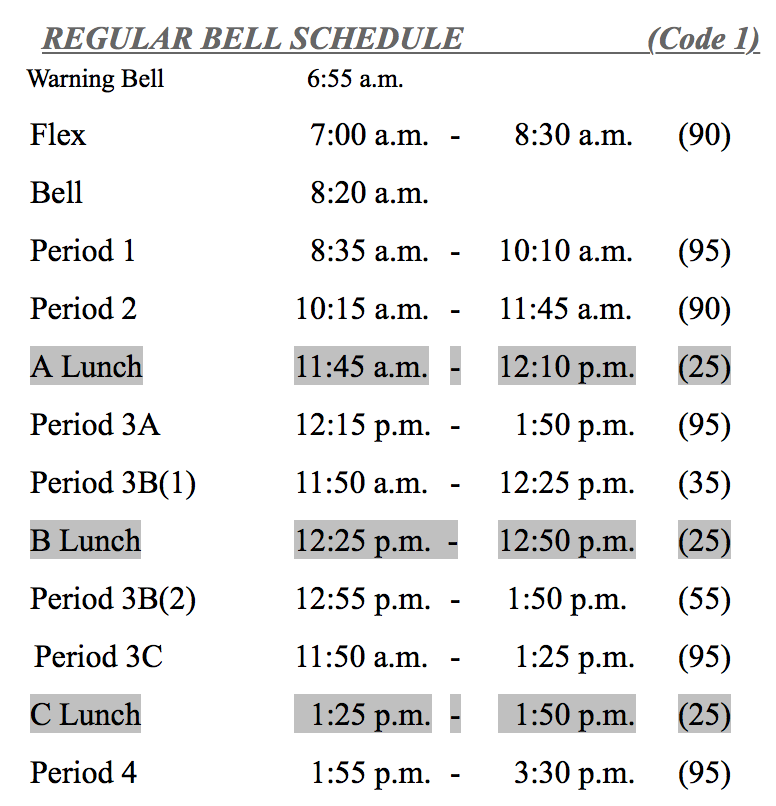 REGULAR BELL SCHEDULE (Code 1)
Warning Bell 6:55 a.m.
Flex 7:00 a.m. - 8:30 a.m. (90)
Bell 8:20 a.m.
Period 1 8:35 a.m. - 10:10 a.m. (95)
Period 2 10:15 a.m. - 11:45 a.m. (90)
A Lunch 11:45 a.m. - 12:10 p.m. (25)
Period 3A 12:15 p.m. - 1:50 p.m. (95)
Period 3B(1) 11:50 a.m. - 12:25 p.m. (35)
B Lunch 12:25 p.m. - 12:50 p.m. (25)
Period 3B(2) 12:55 p.m. - 1:50 p.m. (55)
Period 3C 11:50 a.m. - 1:25 p.m. (95)
C Lunch 1:25 p.m. - 1:50 p.m. (25)
Period 4 1:55 p.m. - 3:30 p.m. (95)